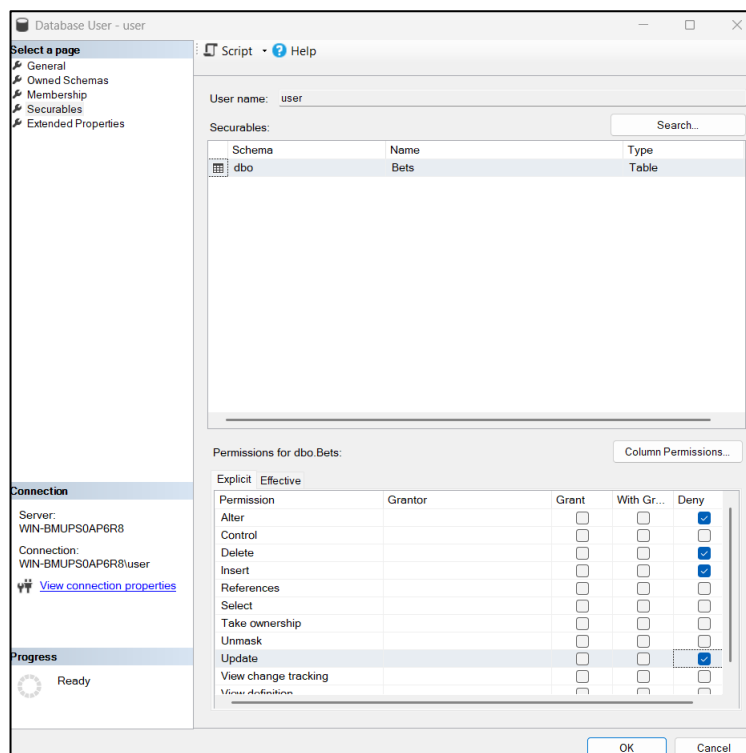 Database User - user
Select a page
General
Owned Schemas
Membership
Securables
Extended Properties
Script
Help
User name: user
Securables:
Search...
Schema Name Type
dbo Bets Table
Permissions for dbo.Bets:
Column Permissions...
Explicit Effective
Permission Grantor Grant With Gr... Deny
Alter
Control
Delete
Insert
References
Select
Take ownership
Unmask
Update
View change tracking
View definition
Connection
Server:
WIN-BMUPS0AP6R8
Connection:
WIN-BMUPS0AP6R8\user
View connection properties
Progress
Ready
OK Cancel